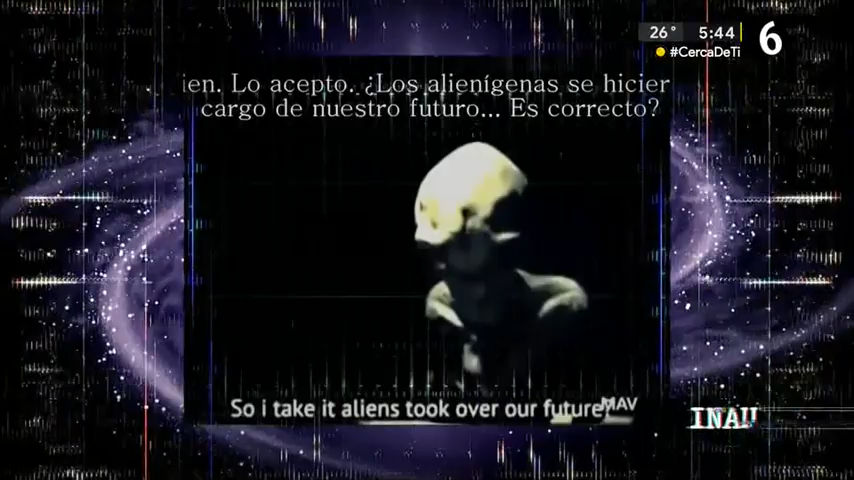 26° 5:44
#CercaDeTi
6
ien. Lo acepto. ¿Los alienígenas se hicier
cargo de nuestro futuro... Es correcto?
So i take it aliens took over our future?
MAV